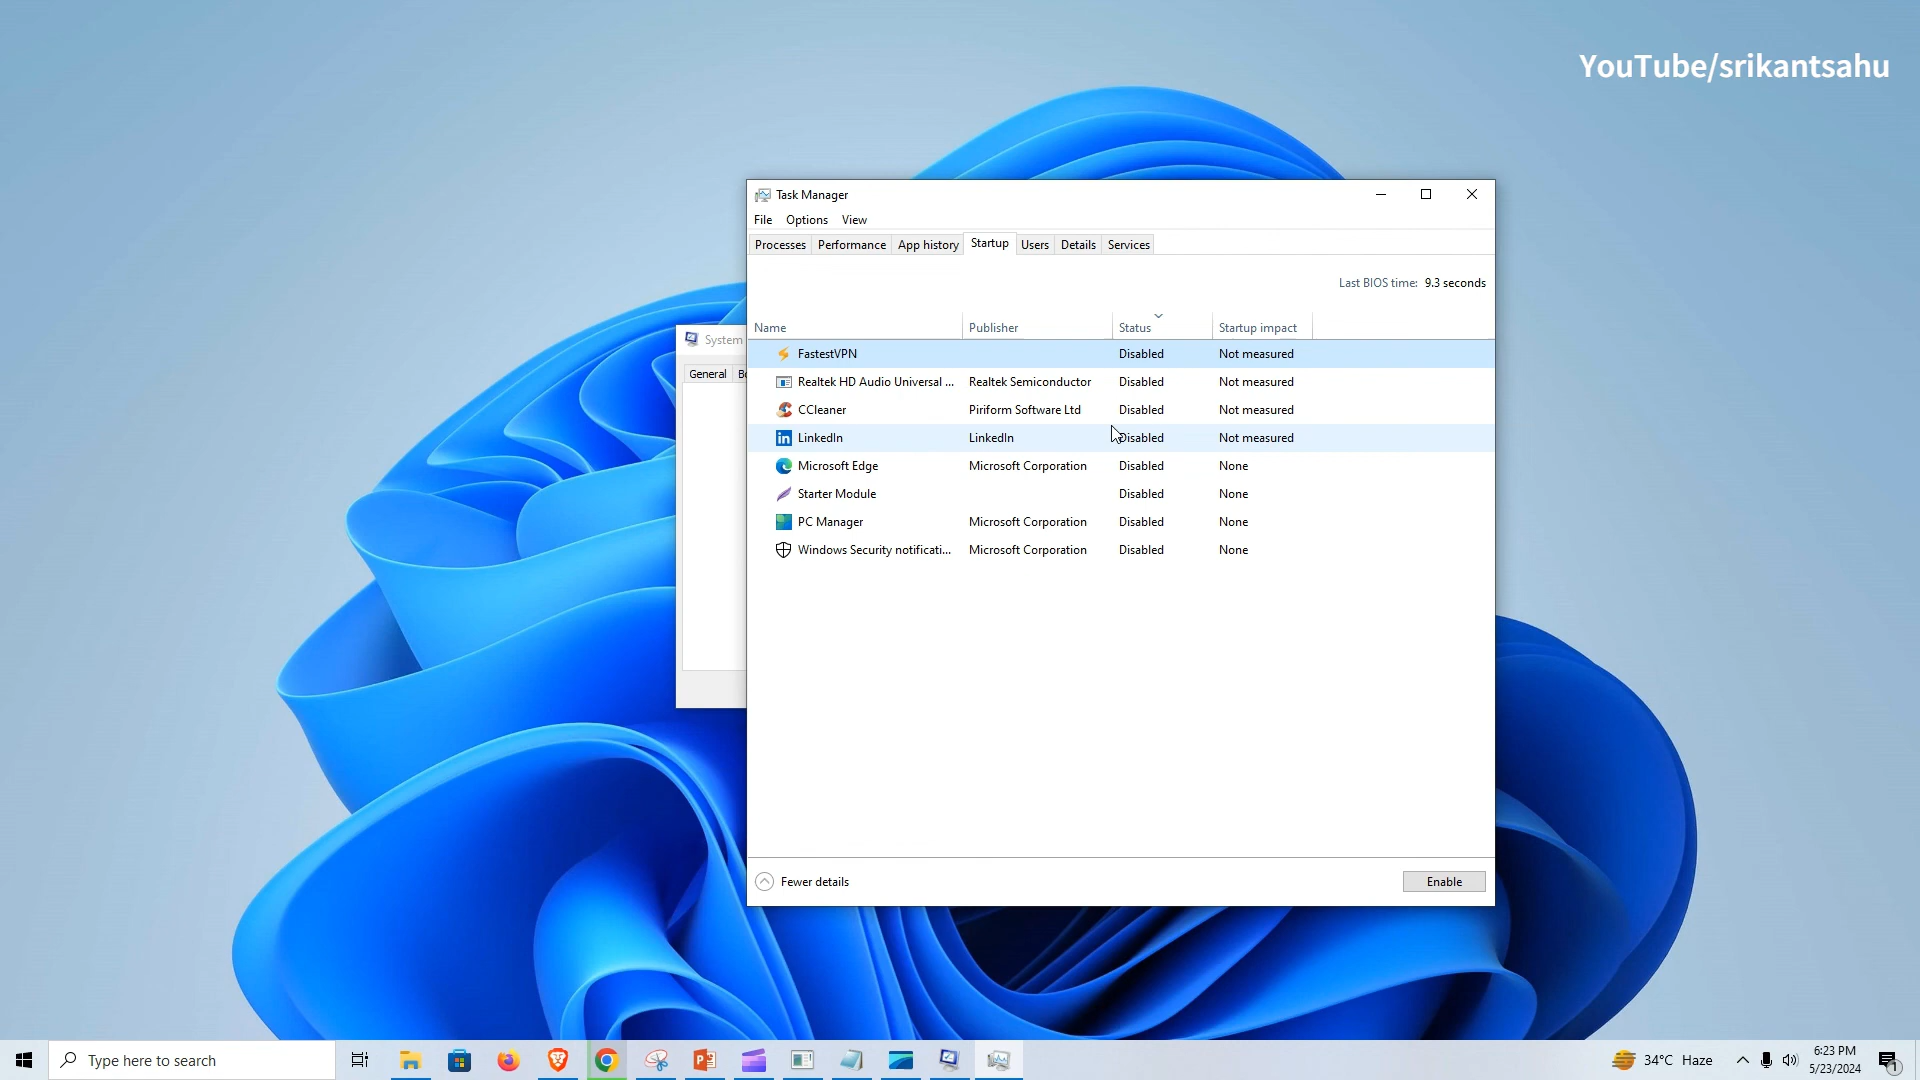 YouTube/srikantsahu
Task Manager
File Options View
Processes Performance App history Startup Users Details Services
Last BIOS time: 9.3 seconds
Name Publisher Status Startup impact
System
General
FastestVPN Disabled Not measured
Realtek HD Audio Universal ... Realtek Semiconductor Disabled Not measured
CCleaner Piriform Software Ltd Disabled Not measured
LinkedIn LinkedIn Disabled Not measured
Microsoft Edge Microsoft Corporation Disabled None
Starter Module Disabled None
PC Manager Microsoft Corporation Disabled None
Windows Security notificati... Microsoft Corporation Disabled None
Fewer details Enable
Type here to search
34°C Haze
6:23 PM
5/23/2024
1